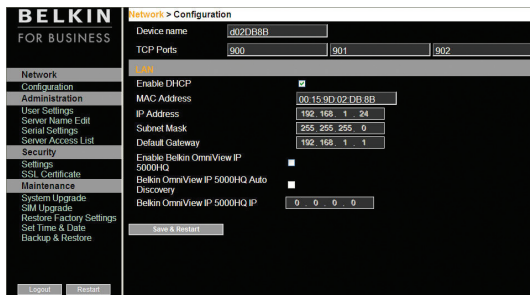 BELKIN
FOR BUSINESS
Network
Configuration
Administration
User Settings
Server Name Edit
Serial Settings
Server Access List
Security
Settings
SSL Certificate
Maintenance
System Upgrade
SIM Upgrade
Restore Factory Settings
Set Time & Date
Backup & Restore
Logout Restart
Network > Configuration
Device name d02DB8B
TCP Ports 900 901 902
LAN
Enable DHCP
MAC Address 00:15:9D:02:DB:8B
IP Address 192. 168. 1 . 24
Subnet Mask 255. 255. 255. 0
Default Gateway 192. 168. 1 . 1
Enable Belkin OmniView IP
5000HQ
Belkin OmniView IP 5000HQ Auto
Discovery
Belkin OmniView IP 5000HQ IP 0 . 0 . 0 . 0
Save & Restart